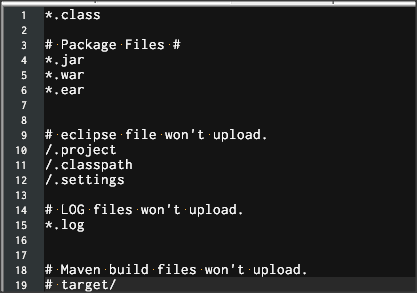 1 *.class
2
3 # Package Files #
4 *.jar
5 *.war
6 *.ear
7
8
9 # eclipse file won't upload.
10 /.project
11 /.classpath
12 /.settings
13
14 # LOG files won't upload.
15 *.log
16
17
18 # Maven build files won't upload.
19 # target/